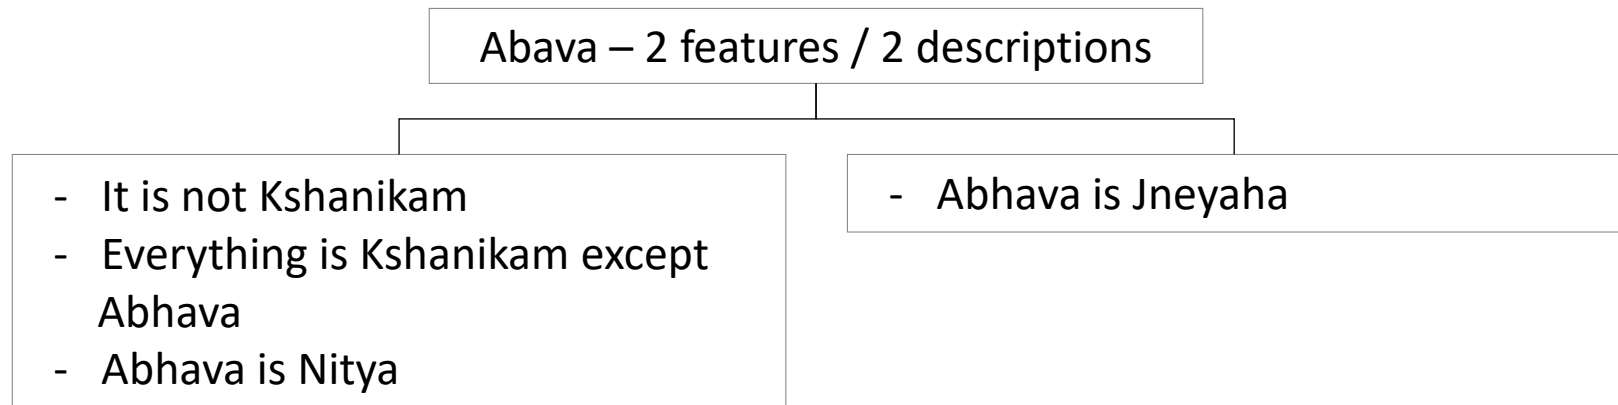 Abava – 2 features / 2 descriptions
- It is not Kshanikam
- Everything is Kshanikam except
Abhava
- Abhava is Nitya
- Abhava is Jneyaha